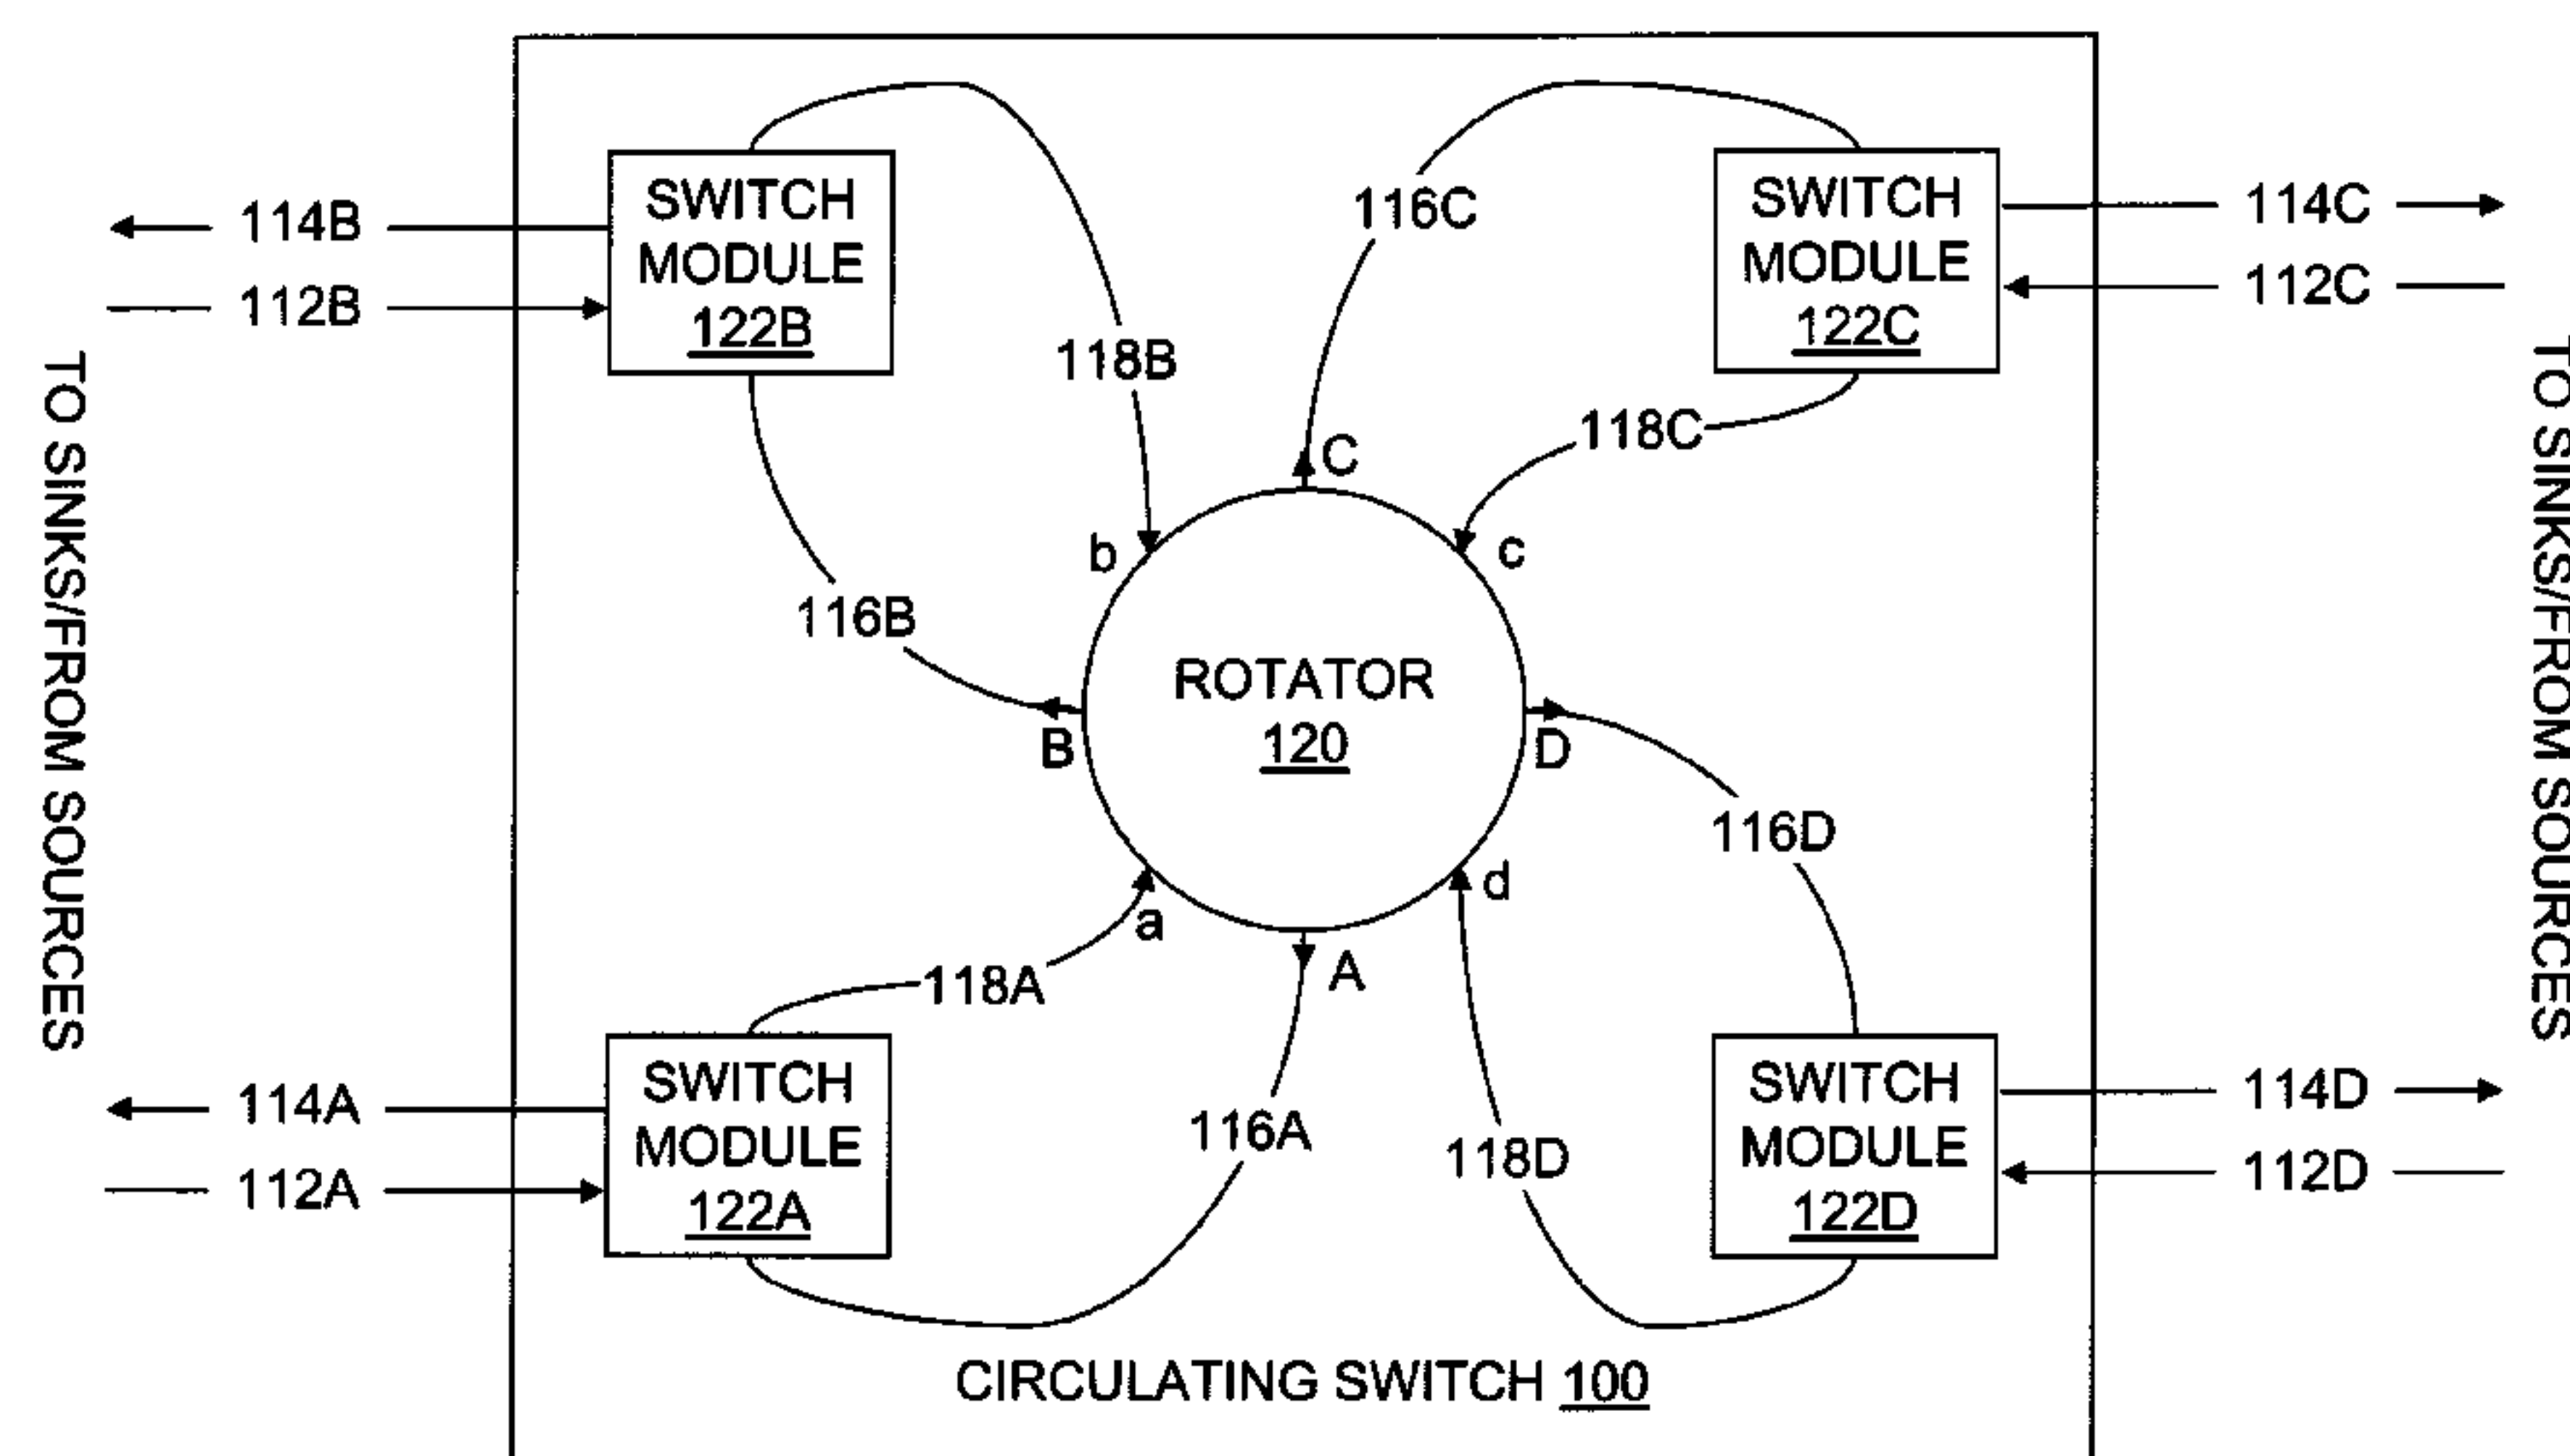 SWITCH
MODULE
122B
SWITCH
MODULE
122C
114B
112B
114C
112C
116C
118B
118C
116B
C
b
c
ROTATOR
120
B
D
116D
a
d
A
118A
116A
118D
SWITCH
MODULE
122A
SWITCH
MODULE
122D
114A
112A
114D
112D
TO SINKS/FROM SOURCES
TO SINKS/FROM SOURCES
CIRCULATING SWITCH 100